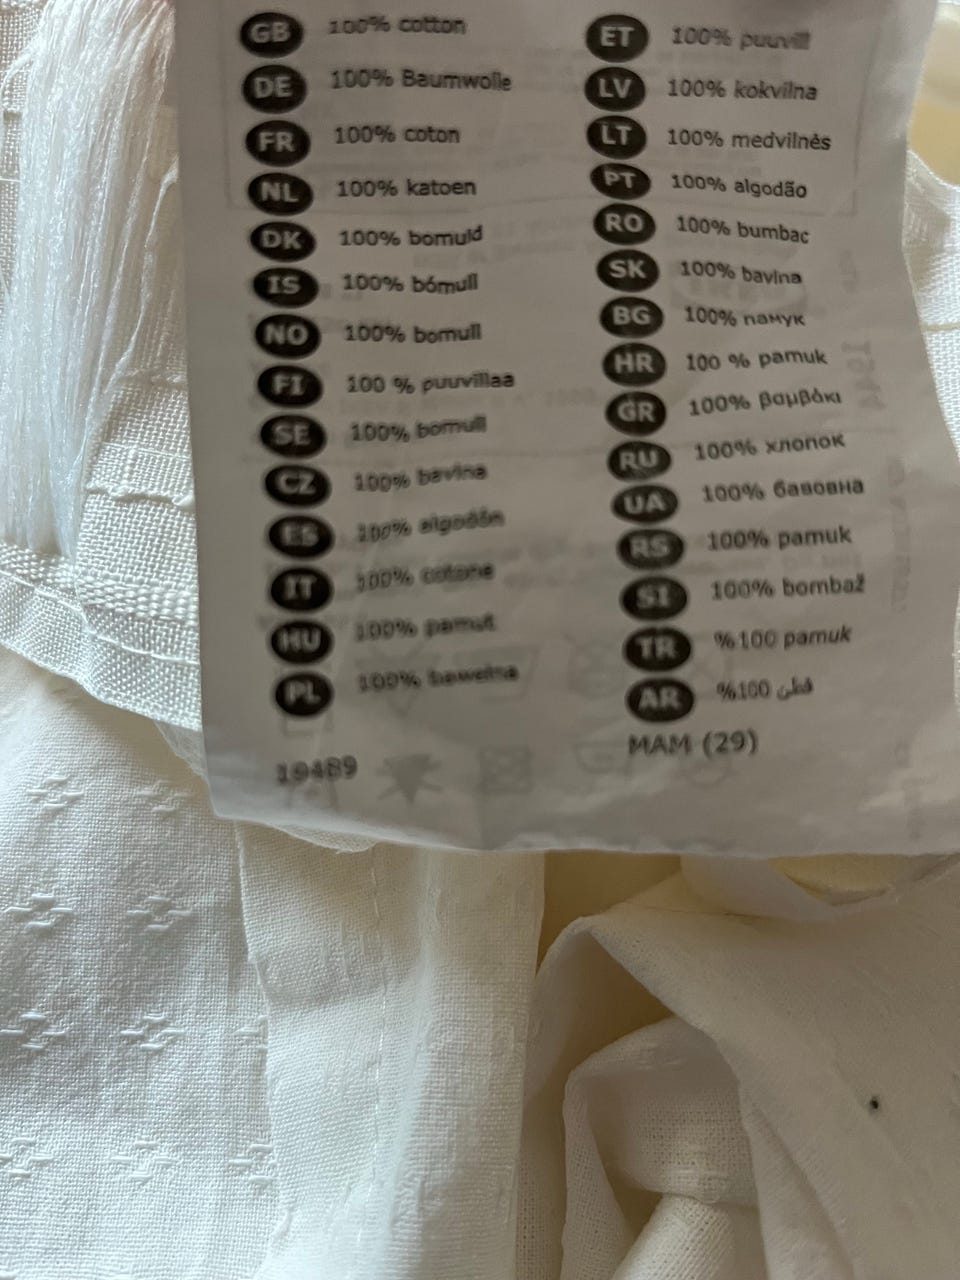 GB 100% cotton
DE 100% Baumwolle
FR 100% coton
NL 100% katoen
DK 100% bomuld
IS 100% bómull
NO 100% bomull
FI 100 % puuvillaa
SE 100% bomull
CZ 100% bavlna
ES 100% algodón
IT 100% cotone
HU 100% pamut
PL 100% bawełna
19489
ET 100% puuvill
LV 100% kokvilna
LT 100% medvilnės
PT 100% algodão
RO 100% bumbac
SK 100% bavlna
BG 100% памук
HR 100 % pamuk
GR 100% βαμβάκι
RU 100% хлопок
UA 100% бавовна
RS 100% pamuk
SI 100% bombaž
TR %100 pamuk
AR %100 قطن
MAM (29)